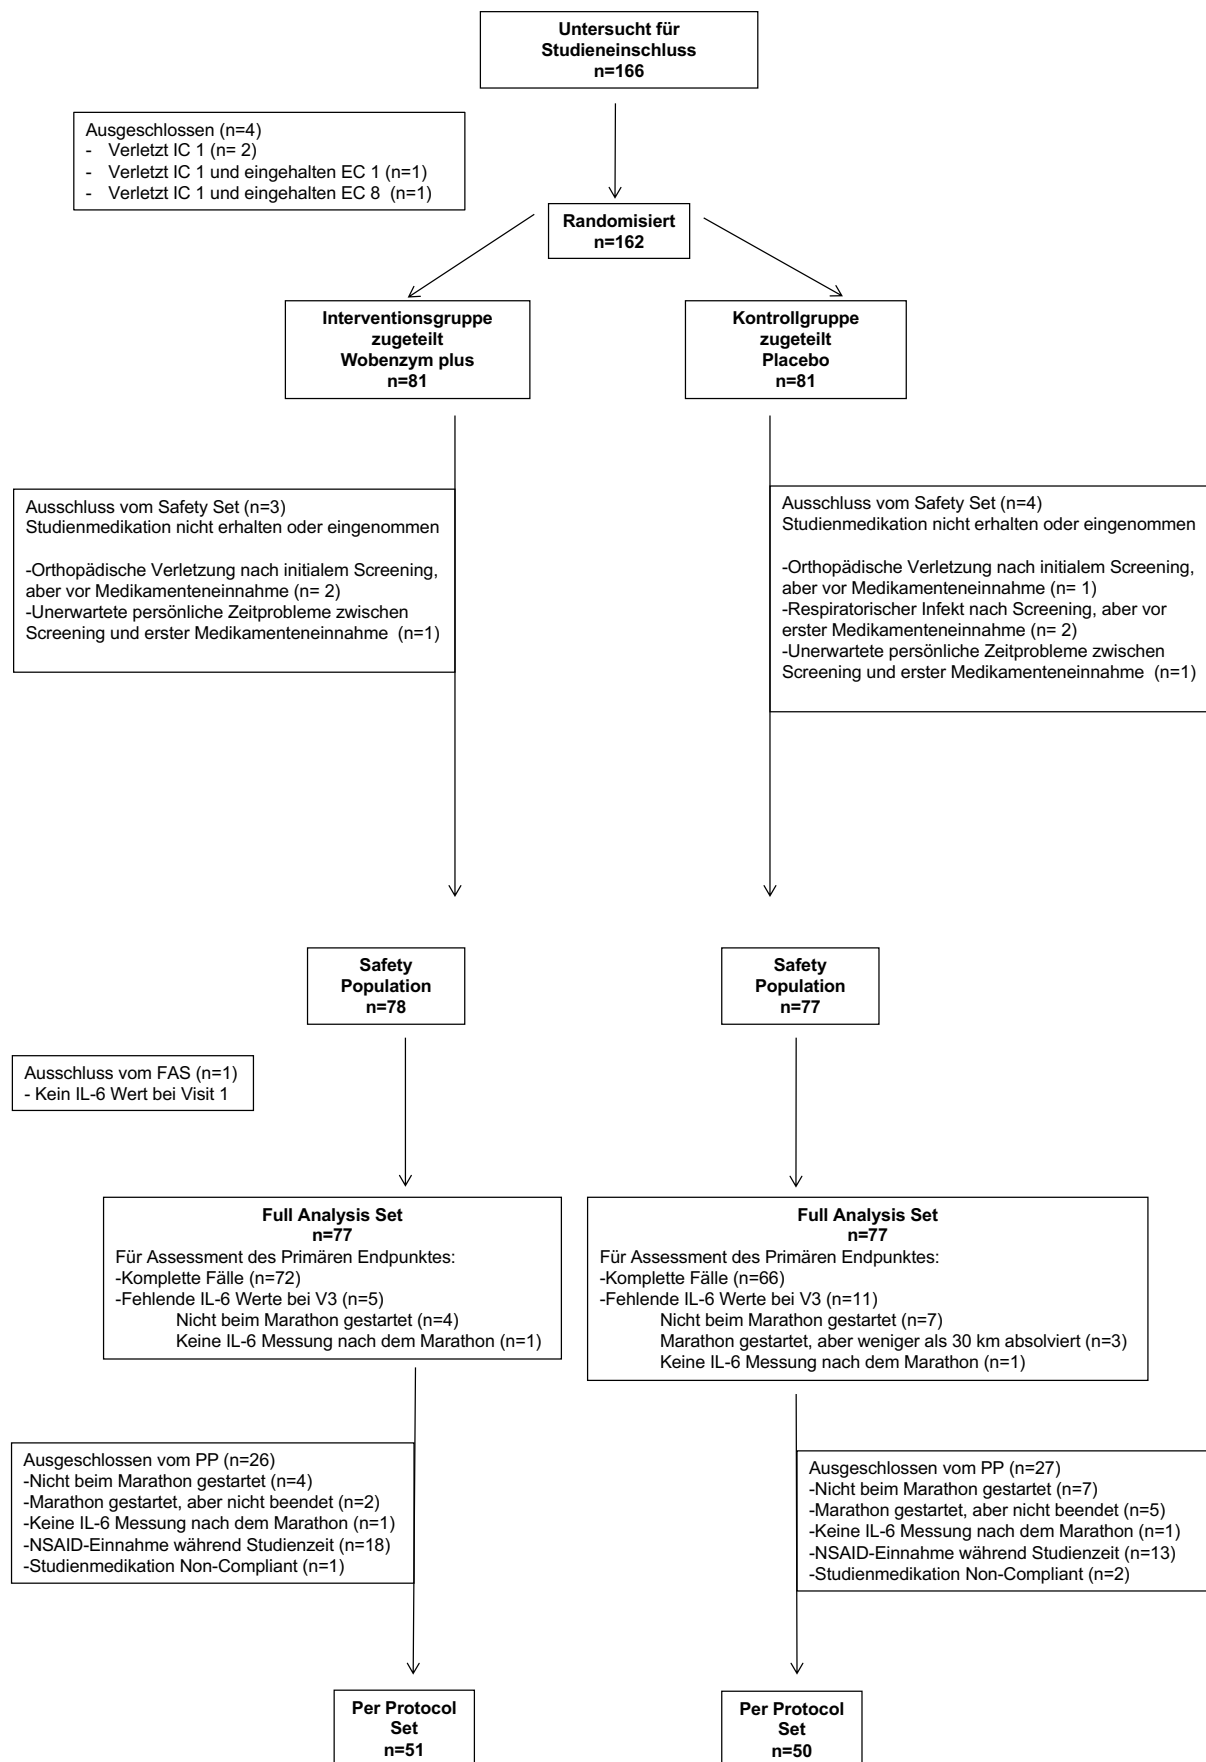 Untersucht für
Studieneinschluss
n=166
Ausgeschlossen (n=4)
- Verletzt IC 1 (n= 2)
- Verletzt IC 1 und eingehalten EC 1 (n=1)
- Verletzt IC 1 und eingehalten EC 8 (n=1)
Randomisiert
n=162
Interventionsgruppe
zugeteilt
Wobenzym plus
n=81
Kontrollgruppe
zugeteilt
Placebo
n=81
Ausschluss vom Safety Set (n=3)
Studienmedikation nicht erhalten oder eingenommen
-Orthopädische Verletzung nach initialem Screening,
aber vor Medikamenteneinnahme (n= 2)
-Unerwartete persönliche Zeitprobleme zwischen
Screening und erster Medikamenteneinnahme (n=1)
Ausschluss vom Safety Set (n=4)
Studienmedikation nicht erhalten oder eingenommen
-Orthopädische Verletzung nach initialem Screening,
aber vor Medikamenteneinnahme (n= 1)
-Respiratorischer Infekt nach Screening, aber vor
erster Medikamenteneinnahme (n= 2)
-Unerwartete persönliche Zeitprobleme zwischen
Screening und erster Medikamenteneinnahme (n=1)
Safety
Population
n=78
Safety
Population
n=77
Ausschluss vom FAS (n=1)
- Kein IL-6 Wert bei Visit 1
Full Analysis Set
n=77
Für Assessment des Primären Endpunktes:
-Komplette Fälle (n=72)
-Fehlende IL-6 Werte bei V3 (n=5)
Nicht beim Marathon gestartet (n=4)
Keine IL-6 Messung nach dem Marathon (n=1)
Full Analysis Set
n=77
Für Assessment des Primären Endpunktes:
-Komplette Fälle (n=66)
-Fehlende IL-6 Werte bei V3 (n=11)
Nicht beim Marathon gestartet (n=7)
Marathon gestartet, aber weniger als 30 km absolviert (n=3)
Keine IL-6 Messung nach dem Marathon (n=1)
Ausgeschlossen vom PP (n=26)
-Nicht beim Marathon gestartet (n=4)
-Marathon gestartet, aber nicht beendet (n=2)
-Keine IL-6 Messung nach dem Marathon (n=1)
-NSAID-Einnahme während Studienzeit (n=18)
-Studienmedikation Non-Compliant (n=1)
Ausgeschlossen vom PP (n=27)
-Nicht beim Marathon gestartet (n=7)
-Marathon gestartet, aber nicht beendet (n=5)
-Keine IL-6 Messung nach dem Marathon (n=1)
-NSAID-Einnahme während Studienzeit (n=13)
-Studienmedikation Non-Compliant (n=2)
Per Protocol
Set
n=51
Per Protocol
Set
n=50